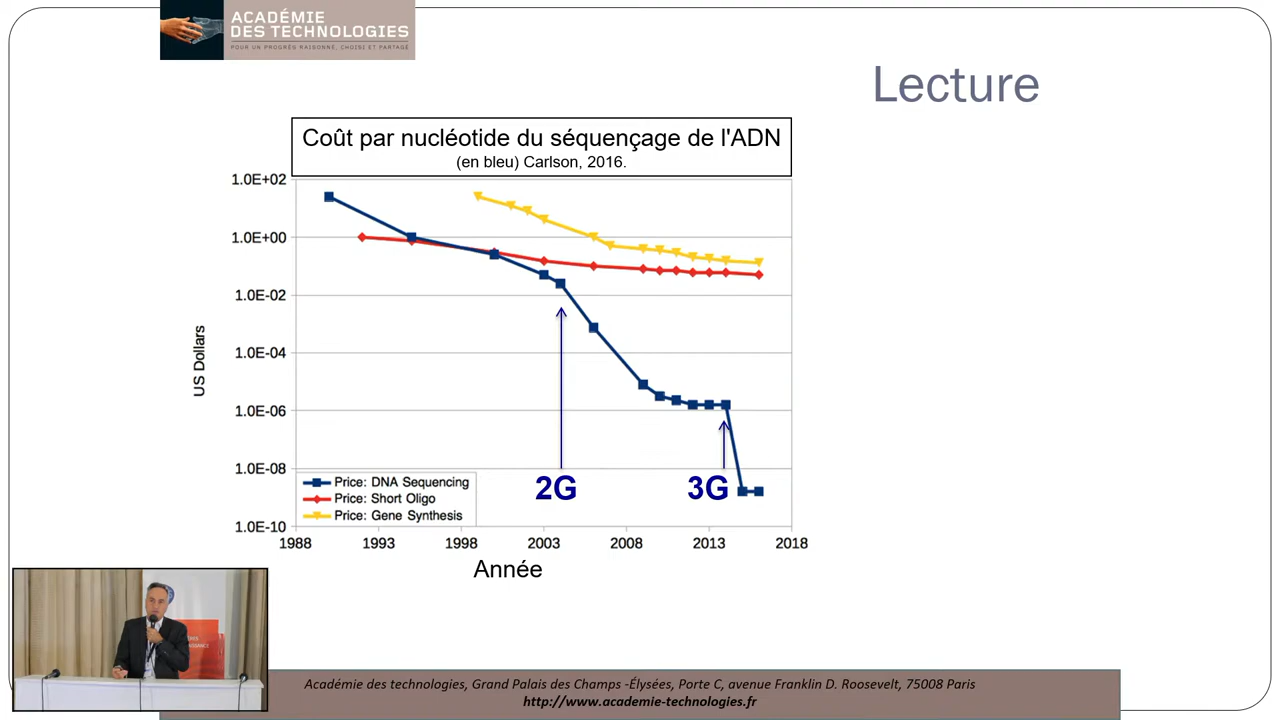 ACADÉMIE
DES TECHNOLOGIES
POUR UN PROGRÈS RAISONNÉ, CHOISI ET PARTAGÉ
Lecture
Coût par nucléotide du séquençage de l'ADN
(en bleu) Carlson, 2016.
1.0E+02
1.0E+00
1.0E-02
1.0E-04
1.0E-06
1.0E-08
1.0E-10
US Dollars
2G
3G
Price: DNA Sequencing
Price: Short Oligo
Price: Gene Synthesis
1988 1993 1998 2003 2008 2013 2018
Année
Académie des technologies, Grand Palais des Champs -Élysées, Porte C, avenue Franklin D. Roosevelt, 75008 Paris
http://www.academie-technologies.fr